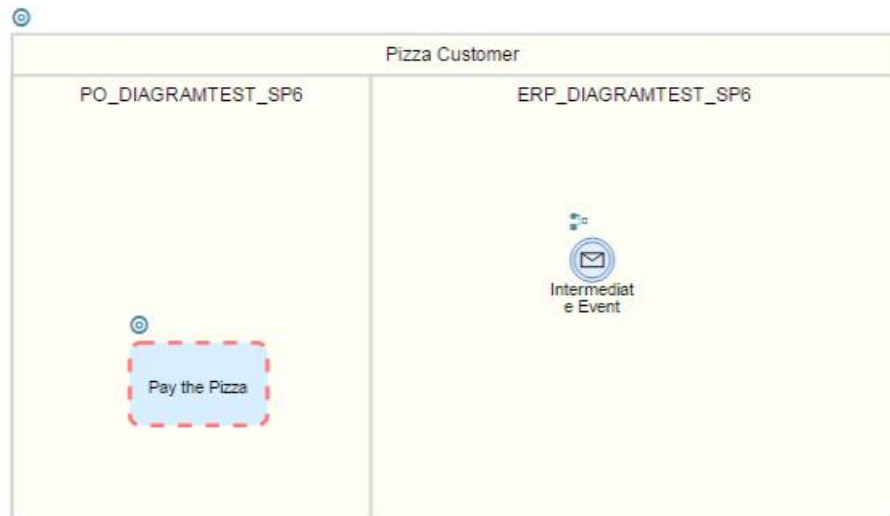 Pizza Customer
PO_DIAGRAMTEST_SP6
ERP_DIAGRAMTEST_SP6
Intermediat
e Event
Pay the Pizza